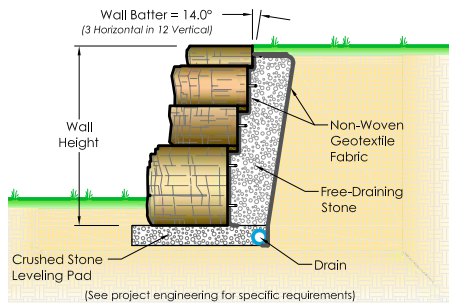 Wall Batter = 14.0°
(3 Horizontal in 12 Vertical)
Wall
Height
Non-Woven
Geotextile
Fabric
Free-Draining
Stone
Crushed Stone
Leveling Pad
Drain
(See project engineering for specific requirements)